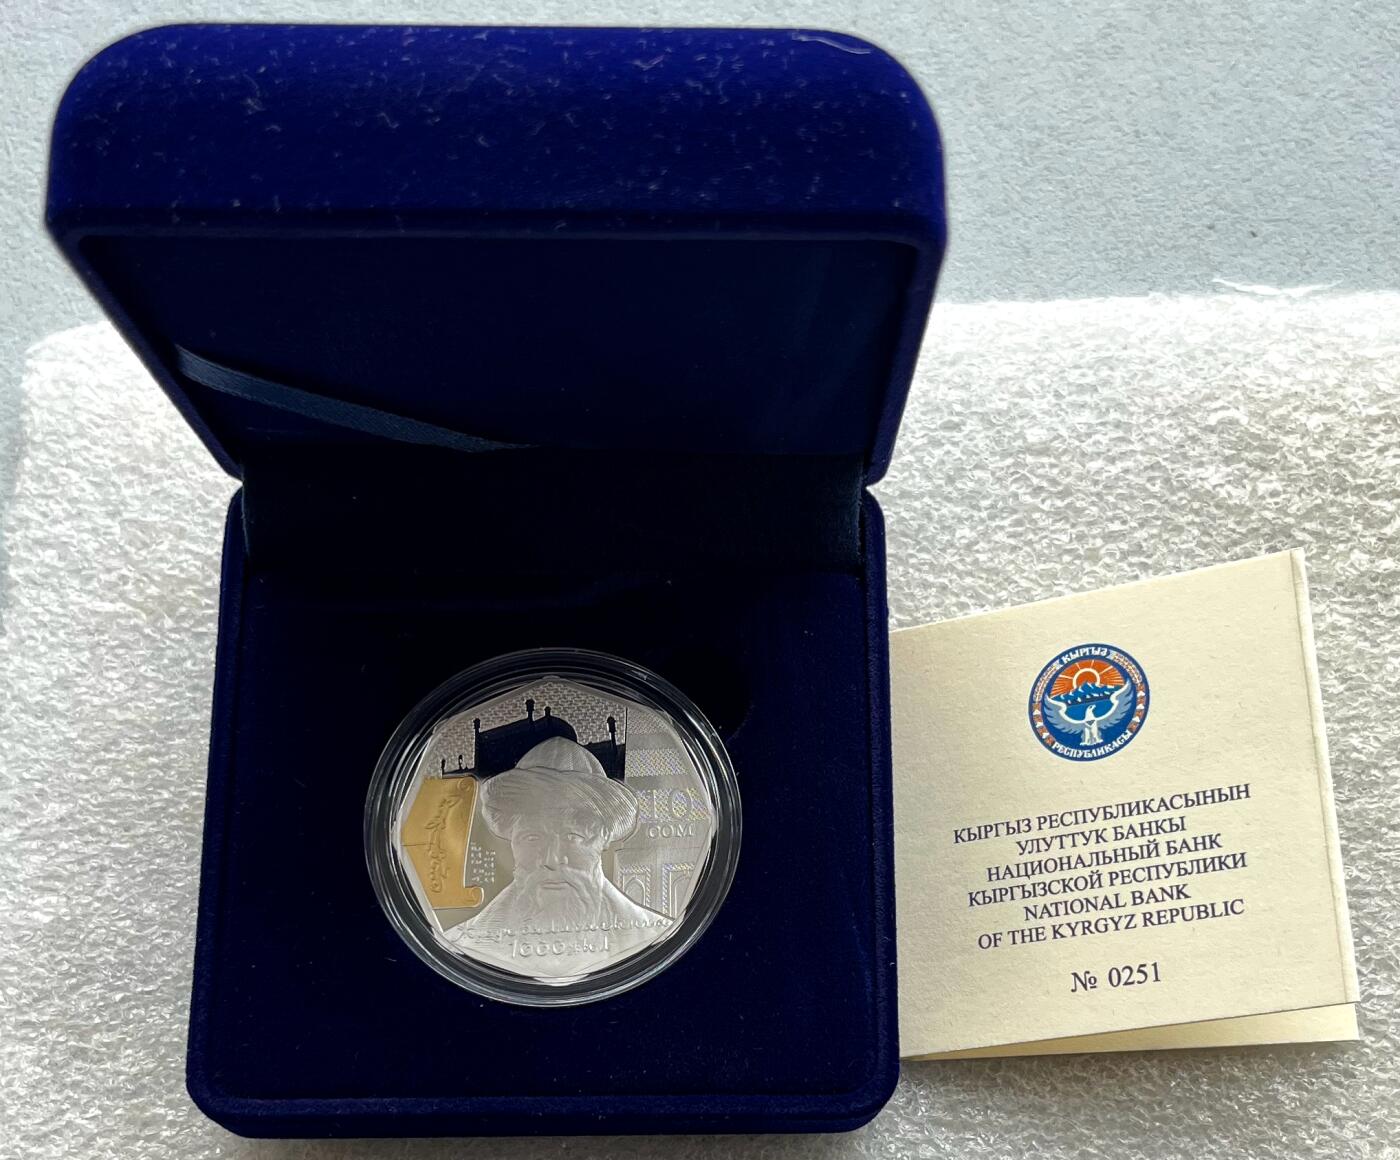 10
СОМ
1000
КЫРГЫЗ
РЕСПУБЛИКАСЫ
КЫРГЫЗ РЕСПУБЛИКАСЫНЫН
УЛУТТУК БАНКЫ
НАЦИОНАЛЬНЫЙ БАНК
КЫРГЫЗСКОЙ РЕСПУБЛИКИ
NATIONAL BANK
OF THE KYRGYZ REPUBLIC
№ 0251